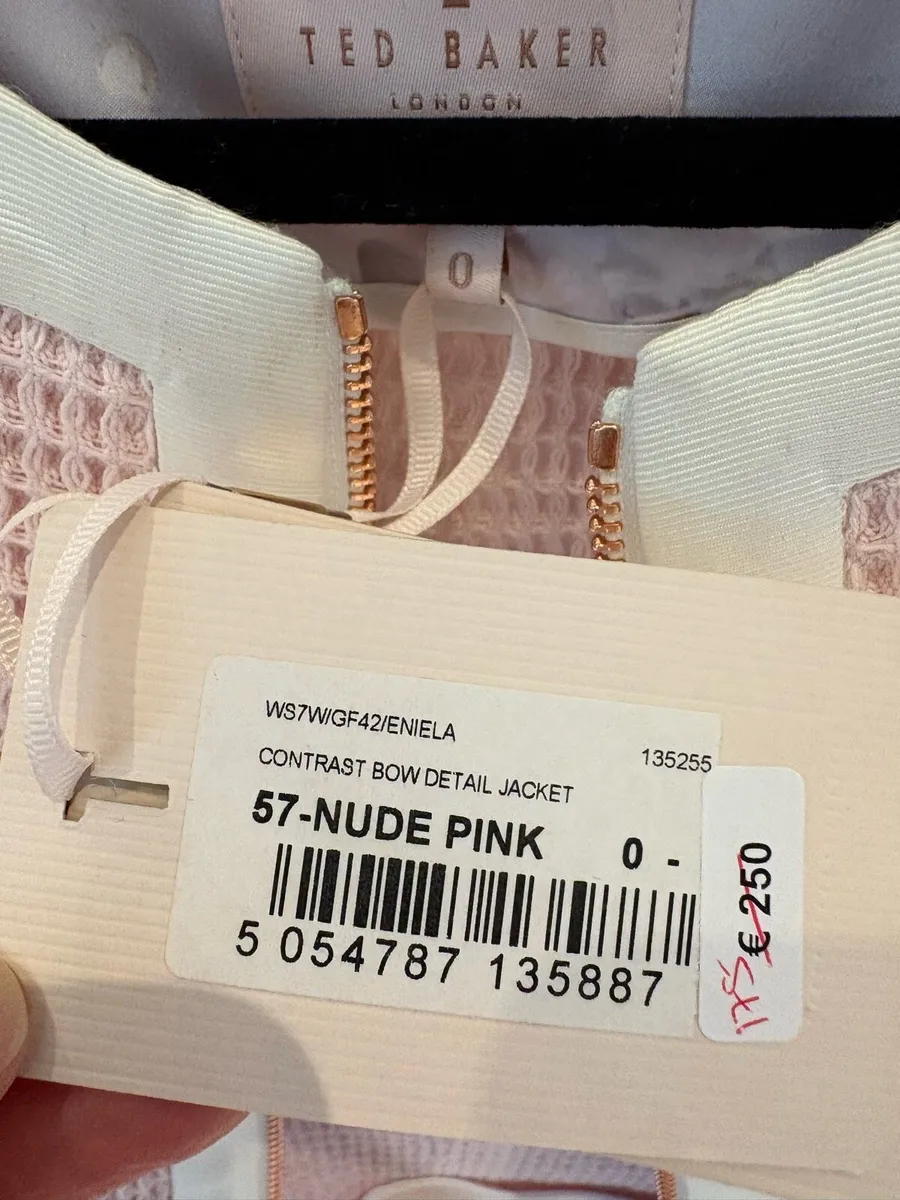 TED BAKER
LONDON
0
WS7W/GF42/ENIELA
135255
CONTRAST BOW DETAIL JACKET
57-NUDE PINK 0 -
5 054787 135887
€ 250